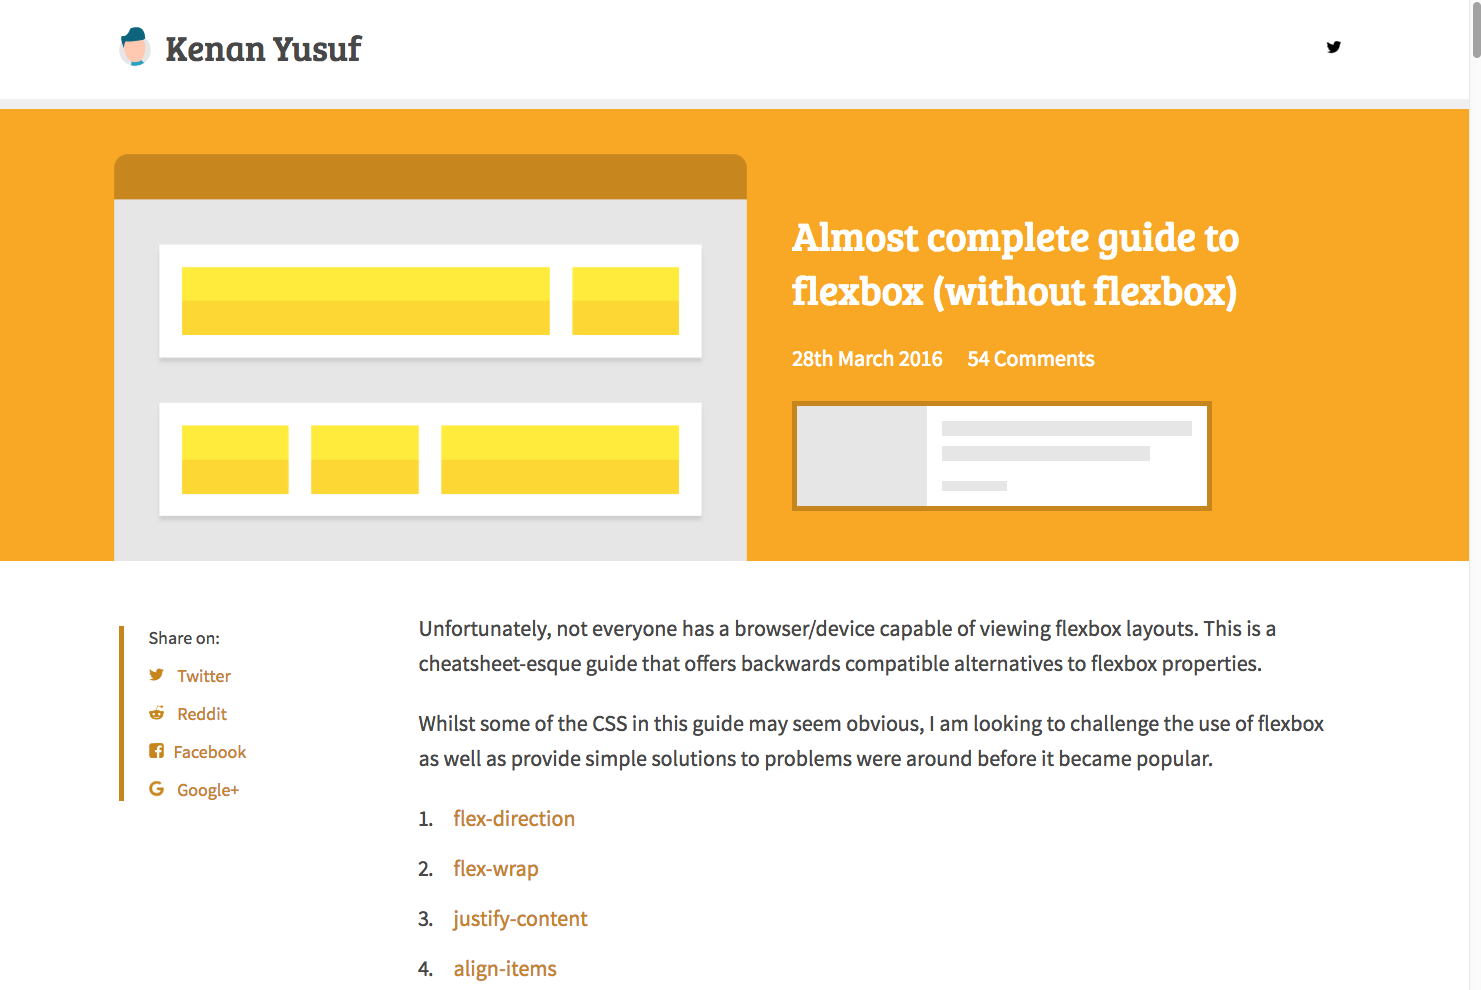 Kenan Yusuf
Almost complete guide to
flexbox (without flexbox)
28th March 2016 54 Comments
Share on:
Twitter
Reddit
Facebook
Google+
Unfortunately, not everyone has a browser/device capable of viewing flexbox layouts. This is a
cheatsheet-esque guide that offers backwards compatible alternatives to flexbox properties.
Whilst some of the CSS in this guide may seem obvious, I am looking to challenge the use of flexbox
as well as provide simple solutions to problems were around before it became popular.
1. flex-direction
2. flex-wrap
3. justify-content
4. align-items